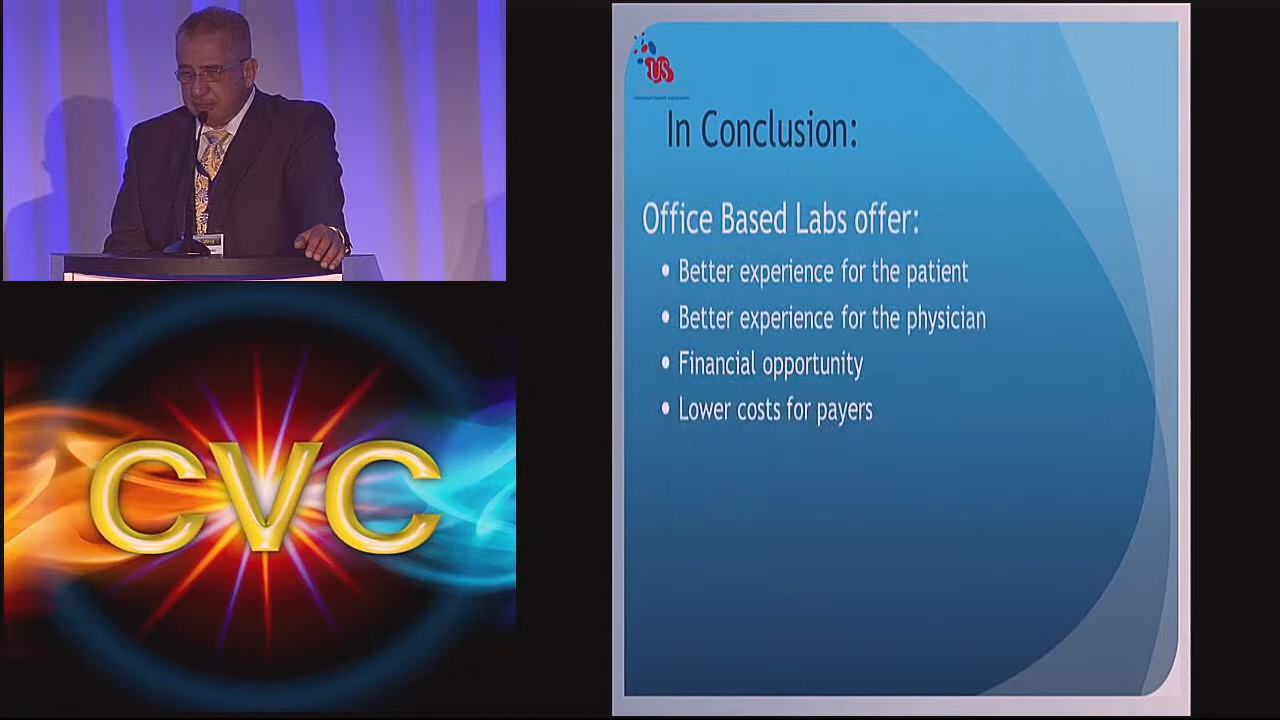 CVC
US
In Conclusion:
Office Based Labs offer:
• Better experience for the patient
• Better experience for the physician
• Financial opportunity
• Lower costs for payers